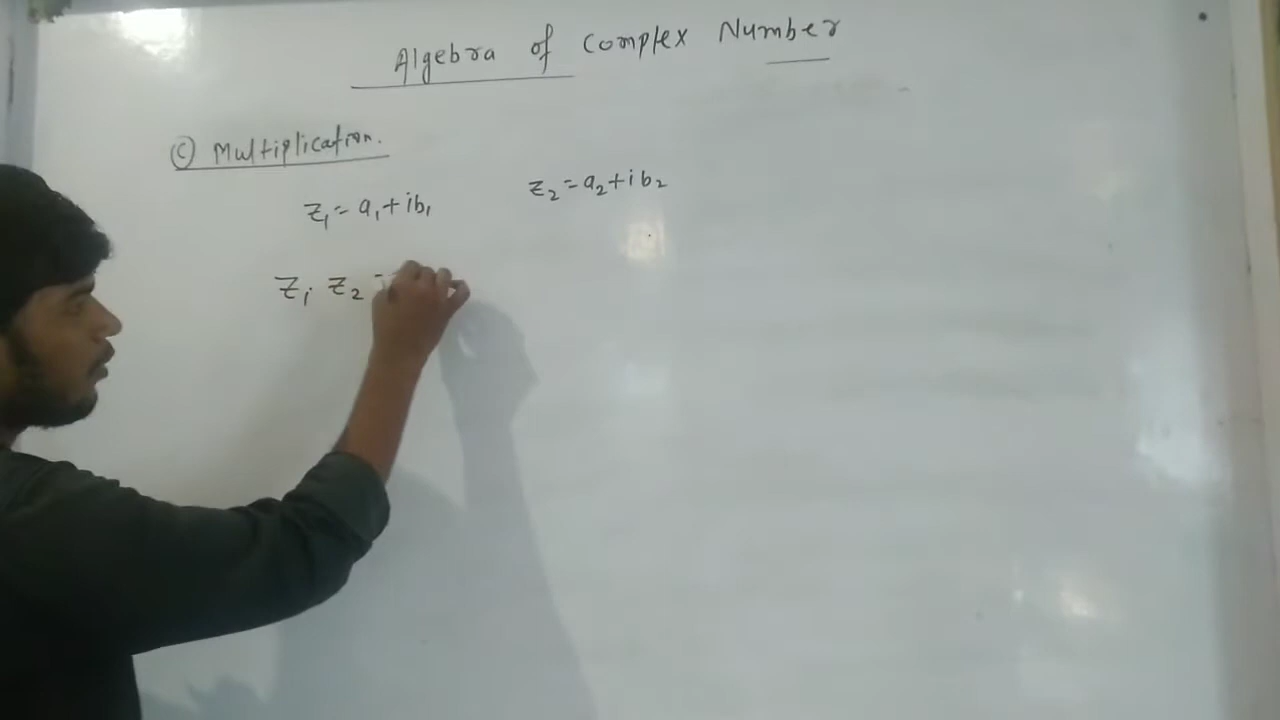 Algebra of Complex Number
(C) Multiplication.
z₁ = a₁ + ib₁
z₂ = a₂ + ib₂
z₁. z₂ =